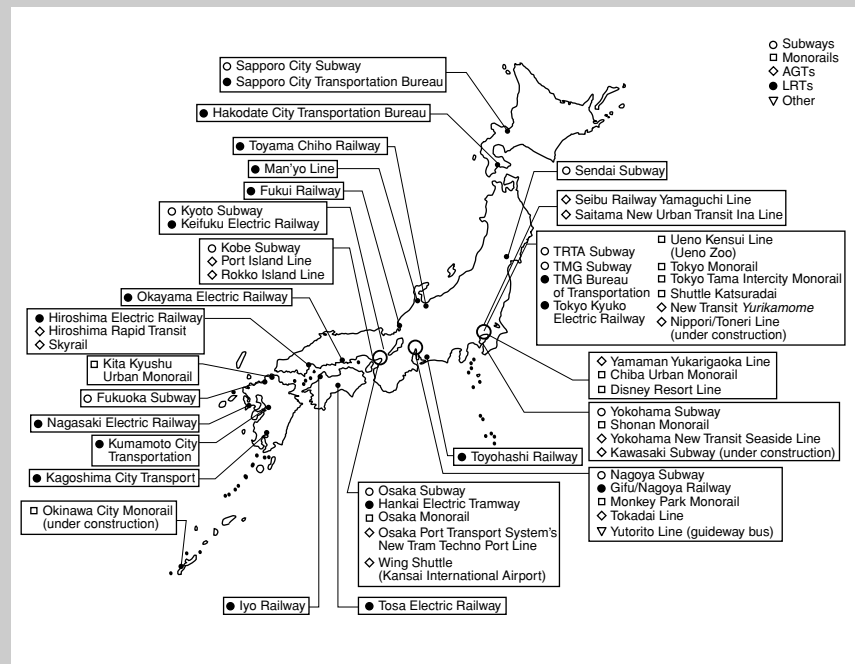 Subways
Monorails
AGTs
LRTs
Other
Sapporo City Subway
Sapporo City Transportation Bureau
Hakodate City Transportation Bureau
Toyama Chiho Railway
Man'yo Line
Fukui Railway
Kyoto Subway
Keifuku Electric Railway
Kobe Subway
Port Island Line
Rokko Island Line
Okayama Electric Railway
Hiroshima Electric Railway
Hiroshima Rapid Transit
Skyrail
Kita Kyushu
Urban Monorail
Fukuoka Subway
Nagasaki Electric Railway
Kumamoto City
Transportation
Kagoshima City Transport
Okinawa City Monorail
(under construction)
Iyo Railway
Tosa Electric Railway
Osaka Subway
Hankai Electric Tramway
Osaka Monorail
Osaka Port Transport System's
New Tram Techno Port Line
Wing Shuttle
(Kansai International Airport)
Toyohashi Railway
Sendai Subway
Seibu Railway Yamaguchi Line
Saitama New Urban Transit Ina Line
TRTA Subway
TMG Subway
TMG Bureau
of Transportation
Tokyo Kyuko
Electric Railway
Ueno Kensui Line
(Ueno Zoo)
Tokyo Monorail
Tokyo Tama Intercity Monorail
Shuttle Katsuradai
New Transit Yurikamome
Nippori/Toneri Line
(under construction)
Yamaman Yukarigaoka Line
Chiba Urban Monorail
Disney Resort Line
Yokohama Subway
Shonan Monorail
Yokohama New Transit Seaside Line
Kawasaki Subway (under construction)
Nagoya Subway
Gifu/Nagoya Railway
Monkey Park Monorail
Tokadai Line
Yutorito Line (guideway bus)